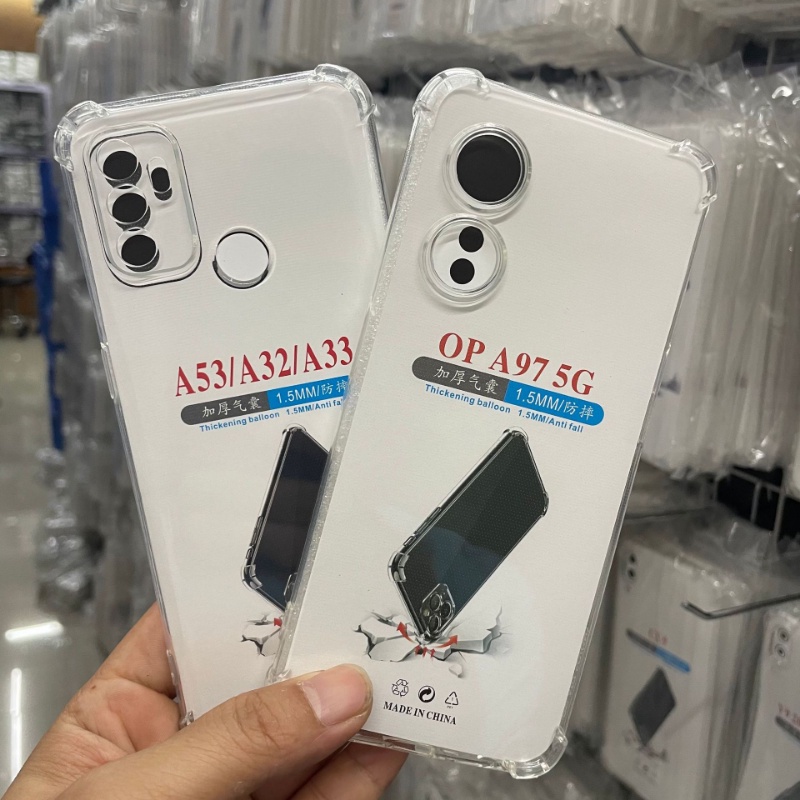 A53/A32/A33
加厚气囊 1.5MM/防摔
Thickening balloon 1.5MM/Anti fall
OP A97 5G
加厚气囊 1.5MM/防摔
Thickening balloon 1.5MM/Anti fall
MADE IN CHINA